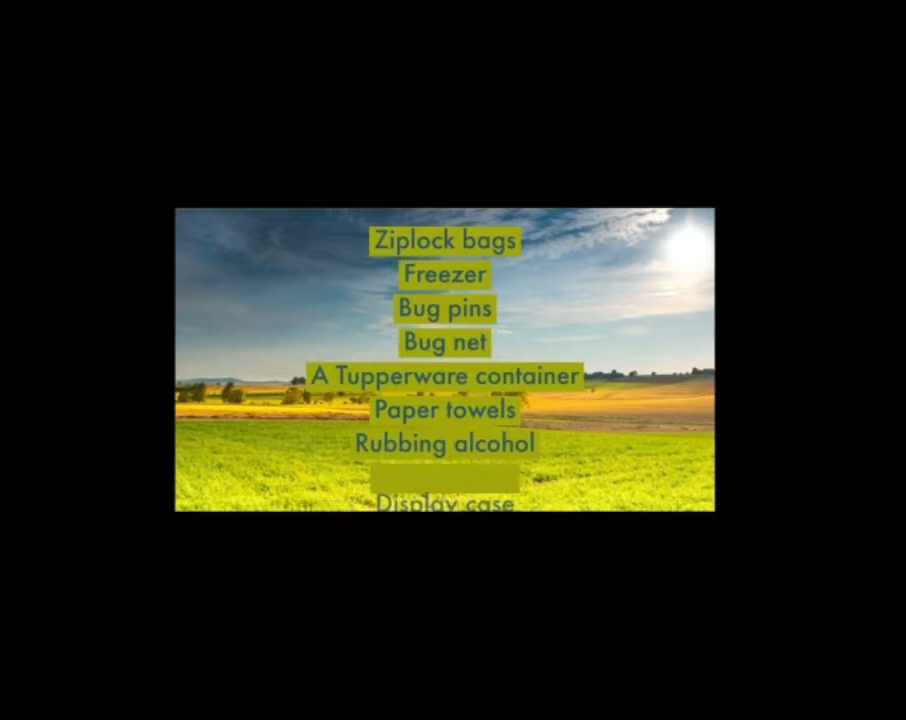 Ziplock bags
Freezer
Bug pins
Bug net
A Tupperware container
Paper towels
Rubbing alcohol
Display case